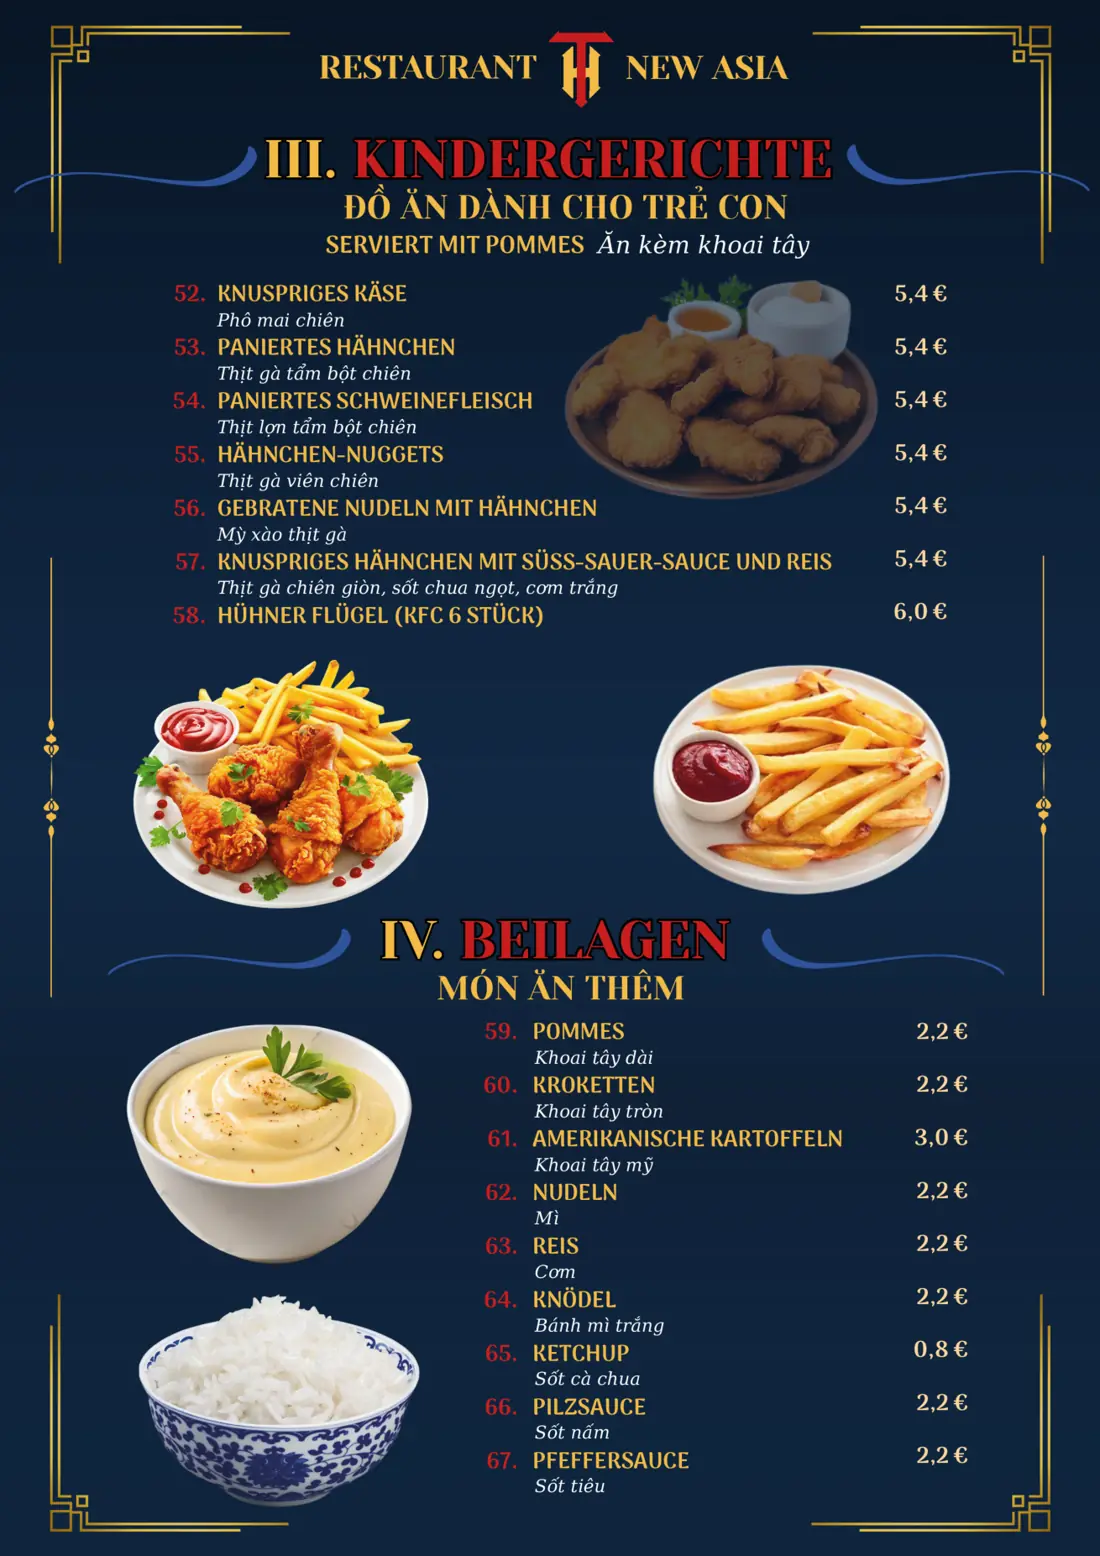 RESTAURANT TH NEW ASIA
III. KINDERGERICHTE
ĐỒ ĂN DÀNH CHO TRẺ CON
SERVIERT MIT POMMES Ăn kèm khoai tây
52. KNUSPRIGES KÄSE 5,4 €
Phô mai chiên
53. PANIERTES HÄHNCHEN 5,4 €
Thịt gà tẩm bột chiên
54. PANIERTES SCHWEINEFLEISCH 5,4 €
Thịt lợn tẩm bột chiên
55. HÄHNCHEN-NUGGETS 5,4 €
Thịt gà viên chiên
56. GEBRATENE NUDELN MIT HÄHNCHEN 5,4 €
Mỳ xào thịt gà
57. KNUSPRIGES HÄHNCHEN MIT SÜSS-SAUER-SAUCE UND REIS 5,4 €
Thịt gà chiên giòn, sốt chua ngọt, cơm trắng
58. HÜHNER FLÜGEL (KFC 6 STÜCK) 6,0 €
IV. BEILAGEN
MÓN ĂN THÊM
59. POMMES 2,2 €
Khoai tây dài
60. KROKETTEN 2,2 €
Khoai tây tròn
61. AMERIKANISCHE KARTOFFELN 3,0 €
Khoai tây mỹ
62. NUDELN 2,2 €
Mì
63. REIS 2,2 €
Cơm
64. KNÖDEL 2,2 €
Bánh mì trắng
65. KETCHUP 0,8 €
Sốt cà chua
66. PILZSAUCE 2,2 €
Sốt nấm
67. PFEFFERSAUCE 2,2 €
Sốt tiêu